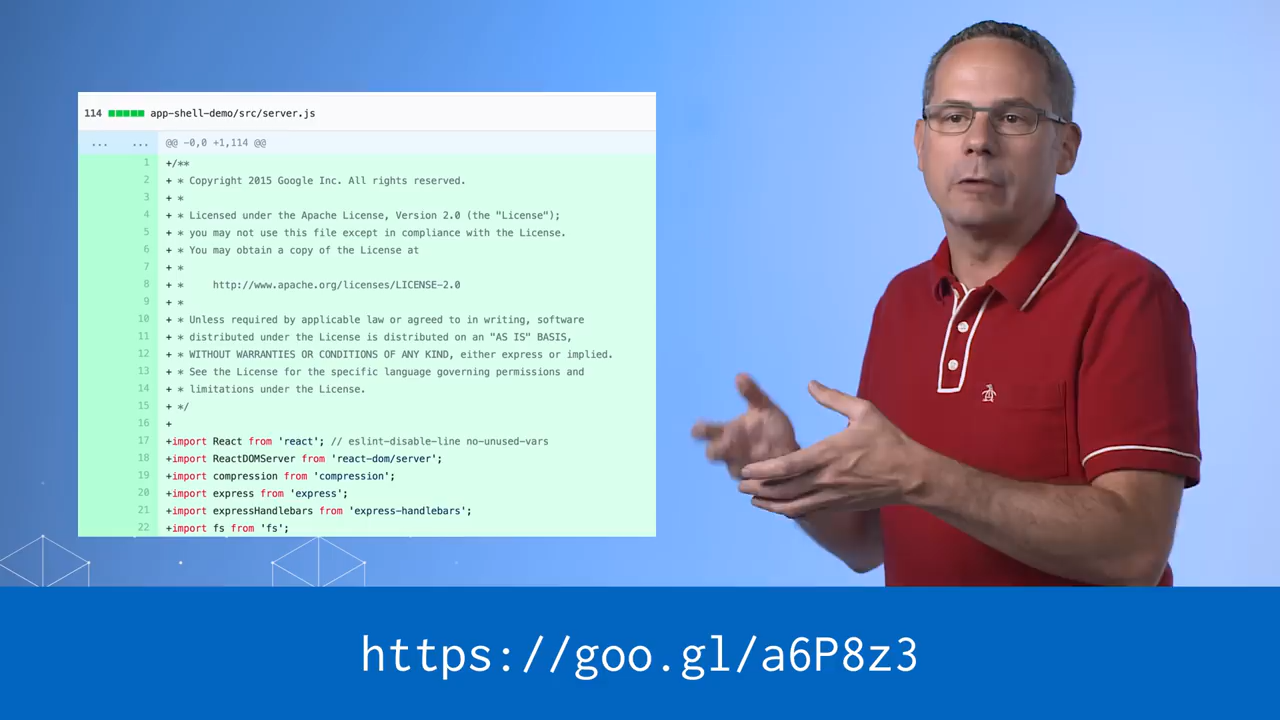 114 app-shell-demo/src/server.js
... ... @@ -0,0 +1,114 @@
1 +/**
2 + * Copyright 2015 Google Inc. All rights reserved.
3 + *
4 + * Licensed under the Apache License, Version 2.0 (the "License");
5 + * you may not use this file except in compliance with the License.
6 + * You may obtain a copy of the License at
7 + *
8 + *     http://www.apache.org/licenses/LICENSE-2.0
9 + *
10 + * Unless required by applicable law or agreed to in writing, software
11 + * distributed under the License is distributed on an "AS IS" BASIS,
12 + * WITHOUT WARRANTIES OR CONDITIONS OF ANY KIND, either express or implied.
13 + * See the License for the specific language governing permissions and
14 + * limitations under the License.
15 + */
16 +
17 +import React from 'react'; // eslint-disable-line no-unused-vars
18 +import ReactDOMServer from 'react-dom/server';
19 +import compression from 'compression';
20 +import express from 'express';
21 +import expressHandlebars from 'express-handlebars';
22 +import fs from 'fs';
https://goo.gl/a6P8z3